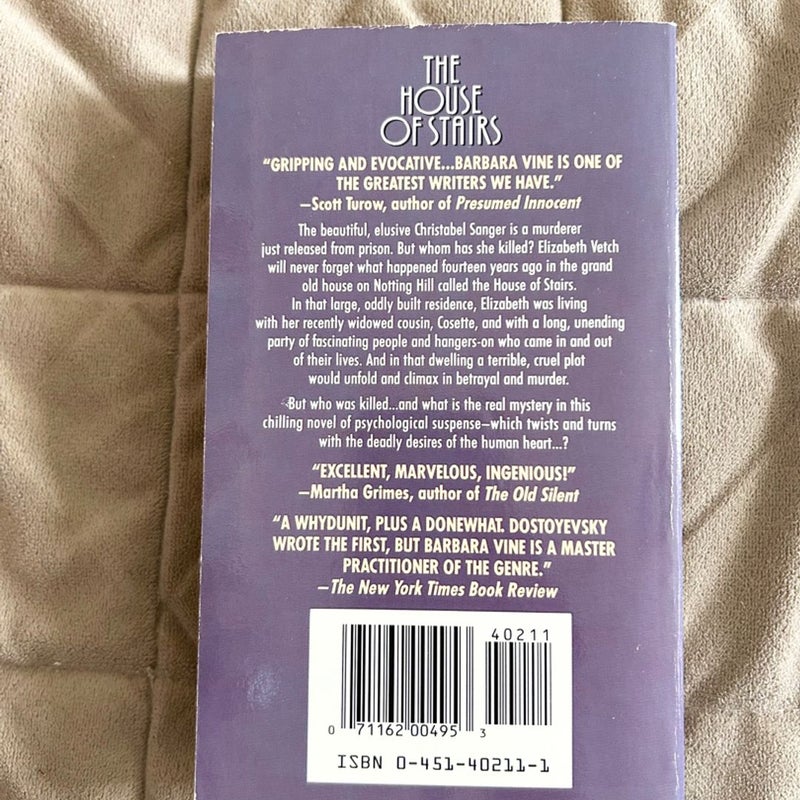 THE
HOUSE
OF STAIRS
“GRIPPING AND EVOCATIVE...BARBARA VINE IS ONE OF
THE GREATEST WRITERS WE HAVE.”
—Scott Turow, author of Presumed Innocent
The beautiful, elusive Christabel Sanger is a murderer
just released from prison. But whom has she killed? Elizabeth Vetch
will never forget what happened fourteen years ago in the grand
old house on Notting Hill called the House of Stairs.
In that large, oddly built residence, Elizabeth was living
with her recently widowed cousin, Cosette, and with a long, unending
party of fascinating people and hangers-on who came in and out
of their lives. And in that dwelling a terrible, cruel plot
would unfold and climax in betrayal and murder.
But who was killed...and what is the real mystery in this
chilling novel of psychological suspense—which twists and turns
with the deadly desires of the human heart...?
“EXCELLENT, MARVELOUS, INGENIOUS!”
—Martha Grimes, author of The Old Silent
“A WHYDUNIT, PLUS A DONEWHAT. DOSTOYEVSKY
WROTE THE FIRST, BUT BARBARA VINE IS A MASTER
PRACTITIONER OF THE GENRE.”
—The New York Times Book Review
40211
0 71162 00495 3
ISBN 0-451-40211-1